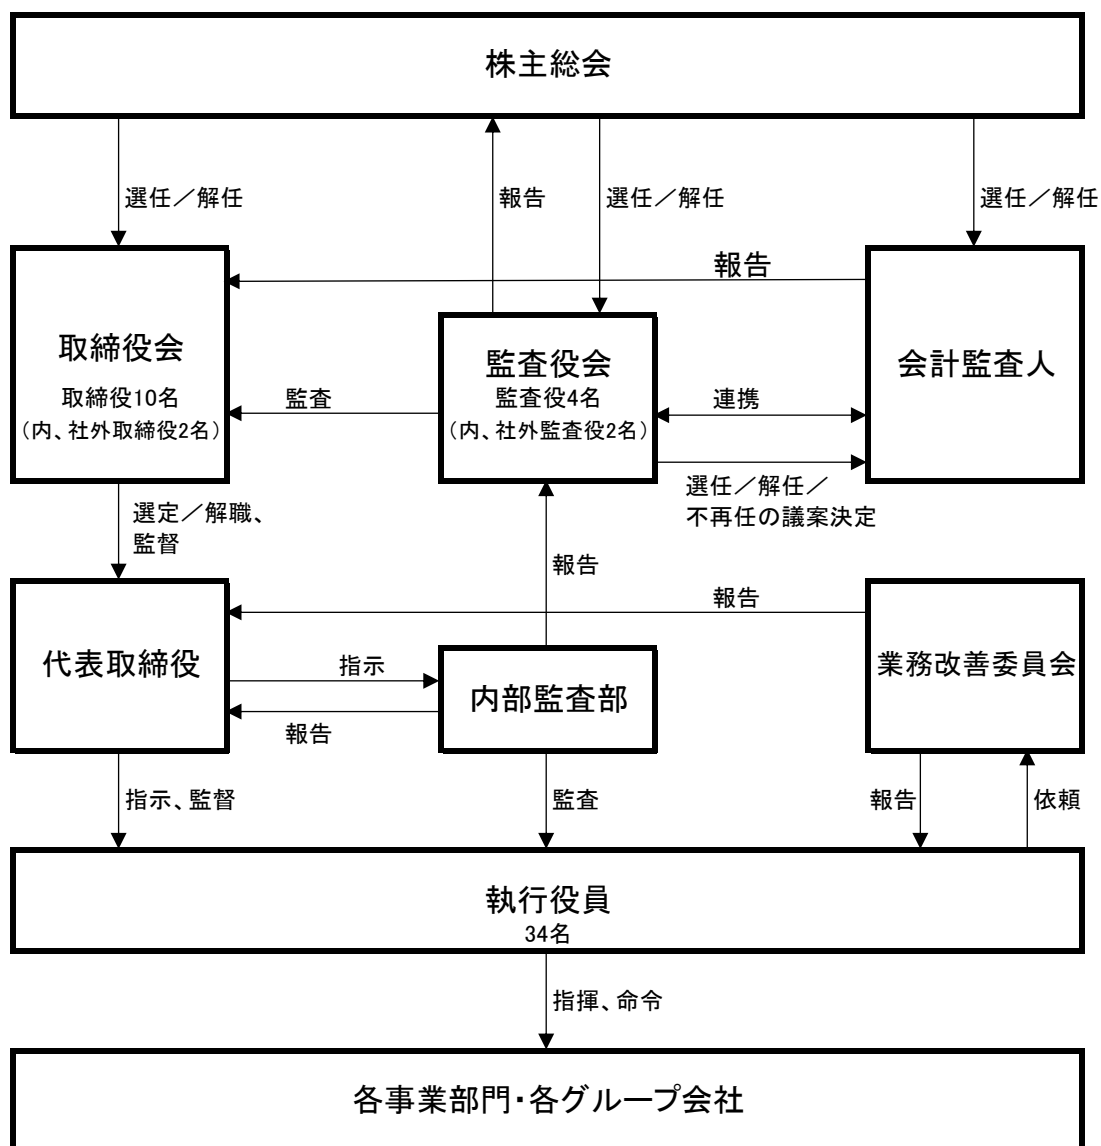 株主総会
選任／解任
報告
選任／解任
選任／解任
報告
取締役会
取締役10名
（内、社外取締役2名）
監査
監査役会
監査役4名
（内、社外監査役2名）
連携
会計監査人
選任／解任／
不再任の議案決定
選定／解職、
監督
報告
報告
代表取締役
指示
報告
内部監査部
業務改善委員会
指示、監督
監査
報告
依頼
執行役員
34名
指揮、命令
各事業部門・各グループ会社